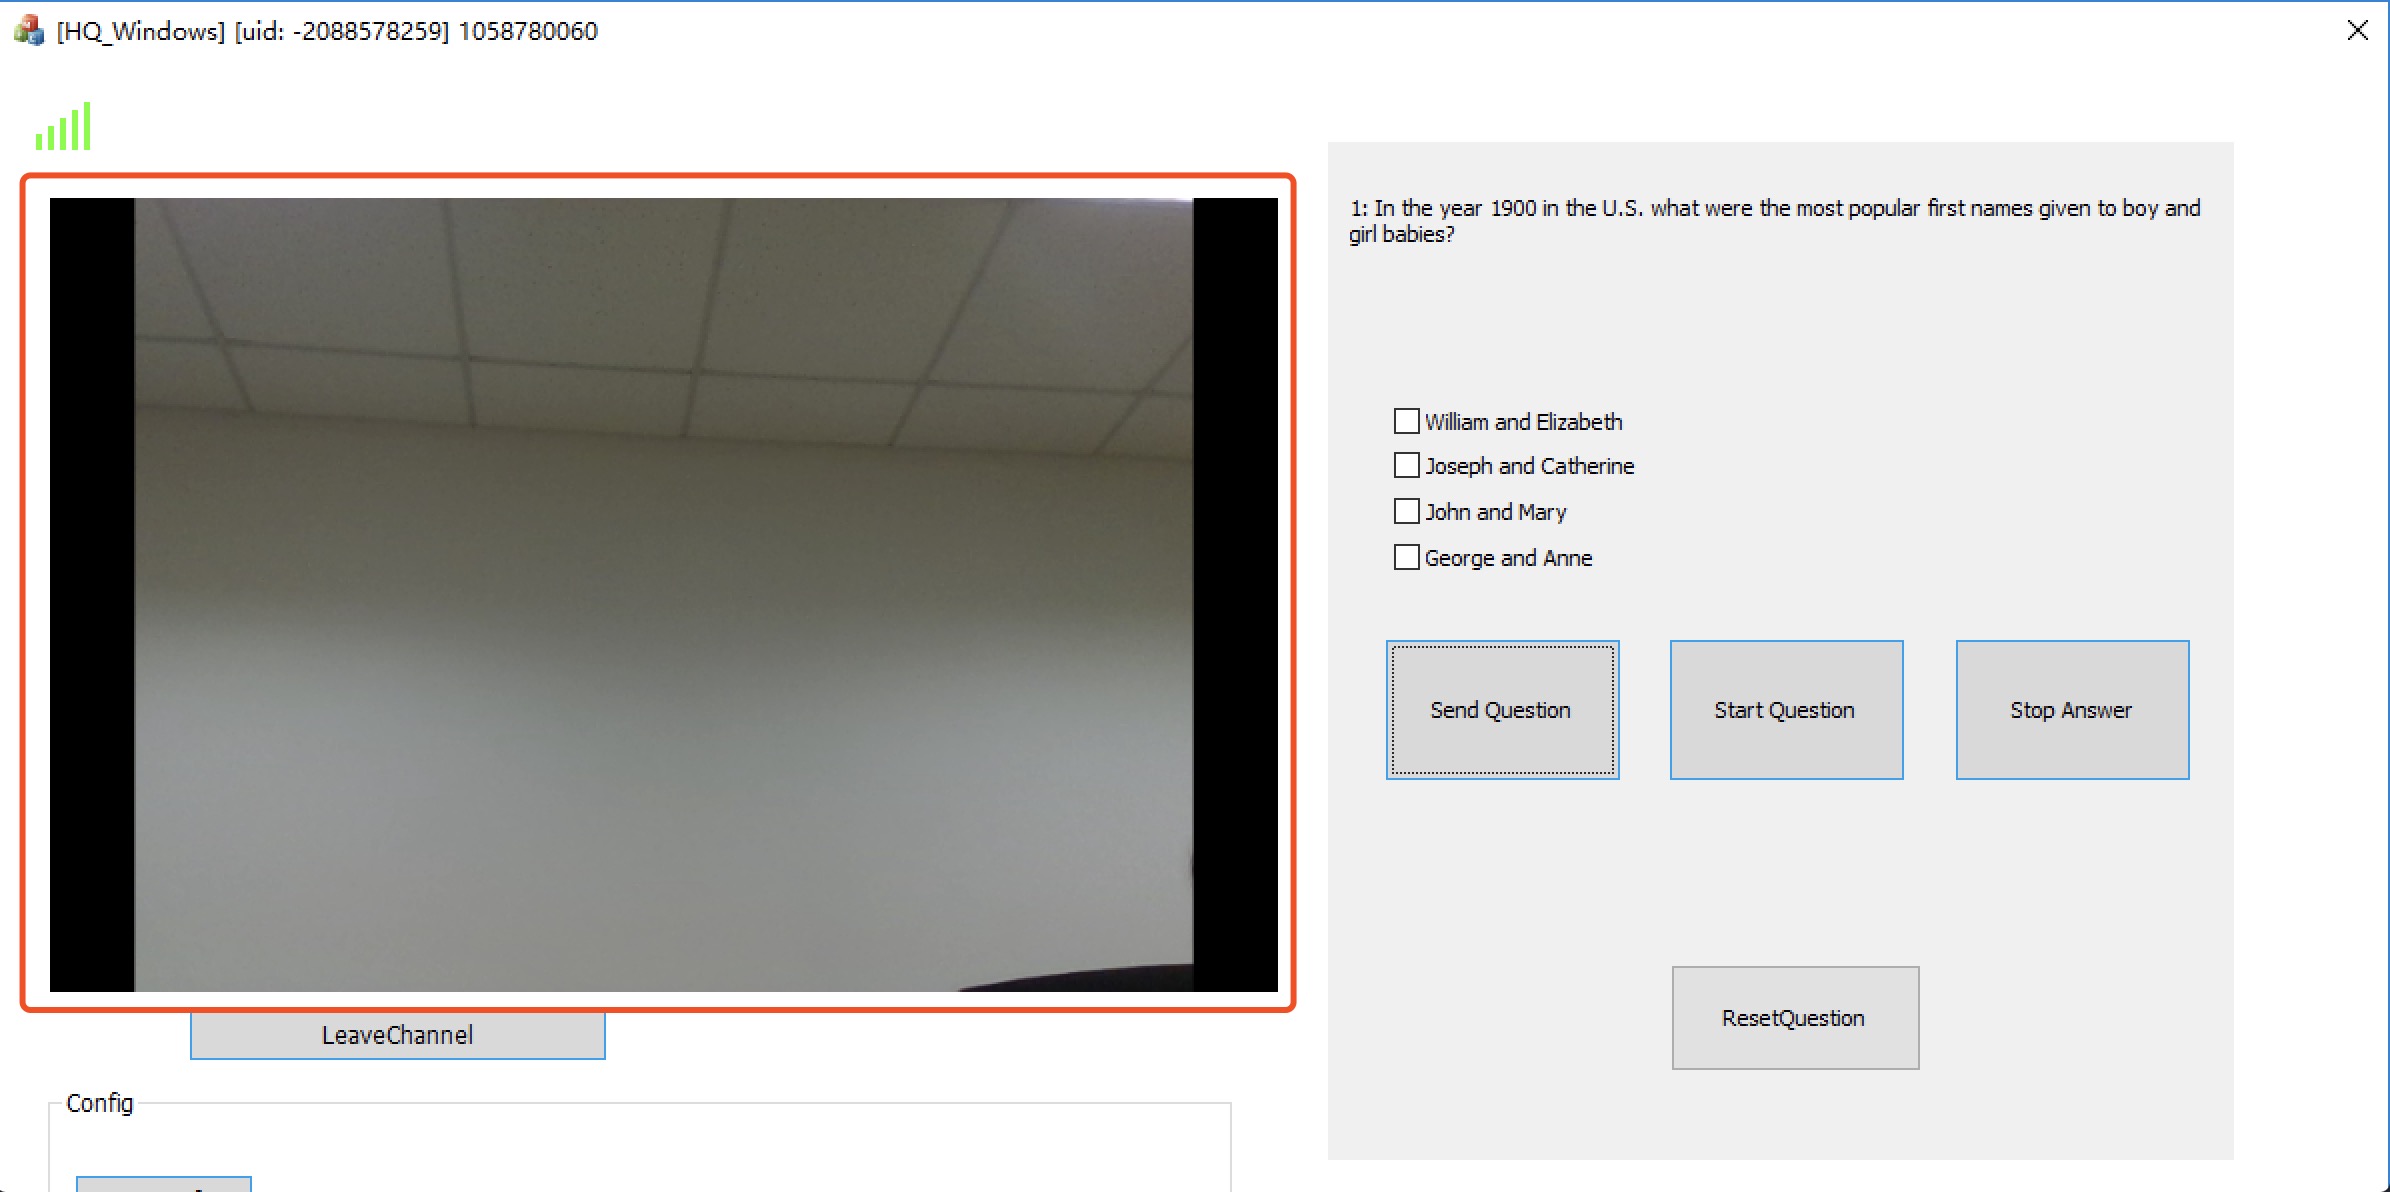 [HQ_Windows] [uid: -2088578259] 1058780060
1: In the year 1900 in the U.S. what were the most popular first names given to boy and
girl babies?
William and Elizabeth
Joseph and Catherine
John and Mary
George and Anne
Send Question
Start Question
Stop Answer
ResetQuestion
LeaveChannel
Config